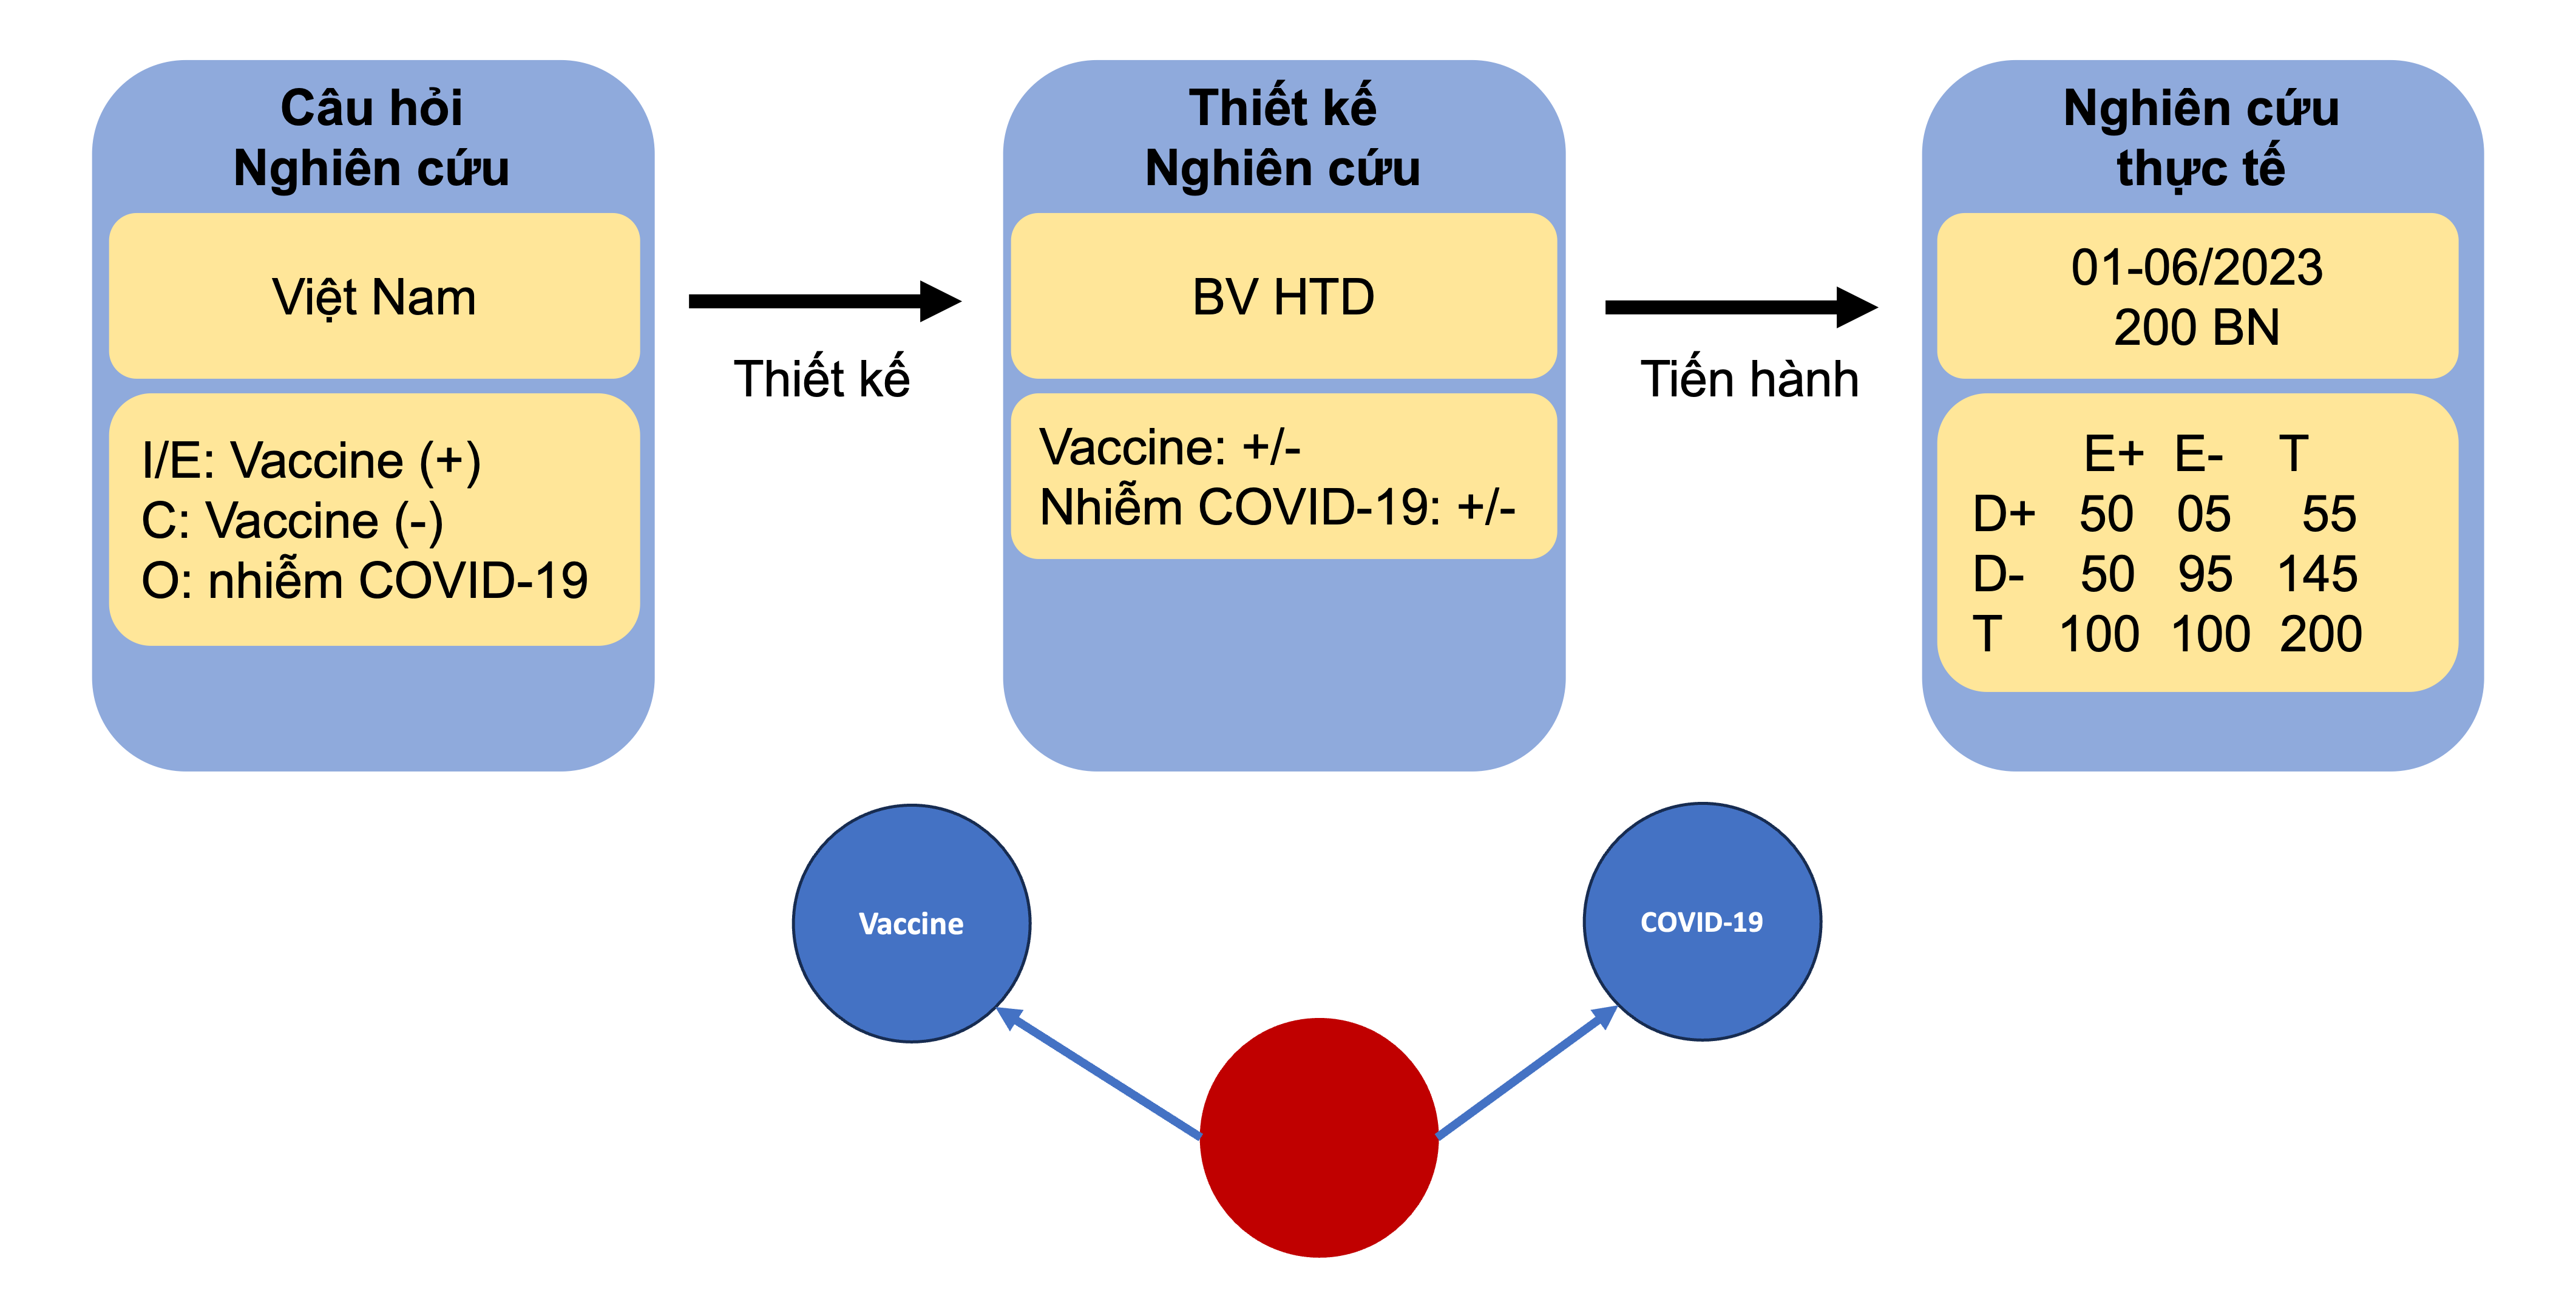 Câu hỏi
Nghiên cứu
Việt Nam
I/E: Vaccine (+)
C: Vaccine (-)
O: nhiễm COVID-19
Thiết kế
Thiết kế
Nghiên cứu
BV HTD
Vaccine: +/-
Nhiễm COVID-19: +/-
Tiến hành
Nghiên cứu
thực tế
01-06/2023
200 BN
E+ E- T
D+ 50 05 55
D- 50 95 145
T 100 100 200
Vaccine
COVID-19